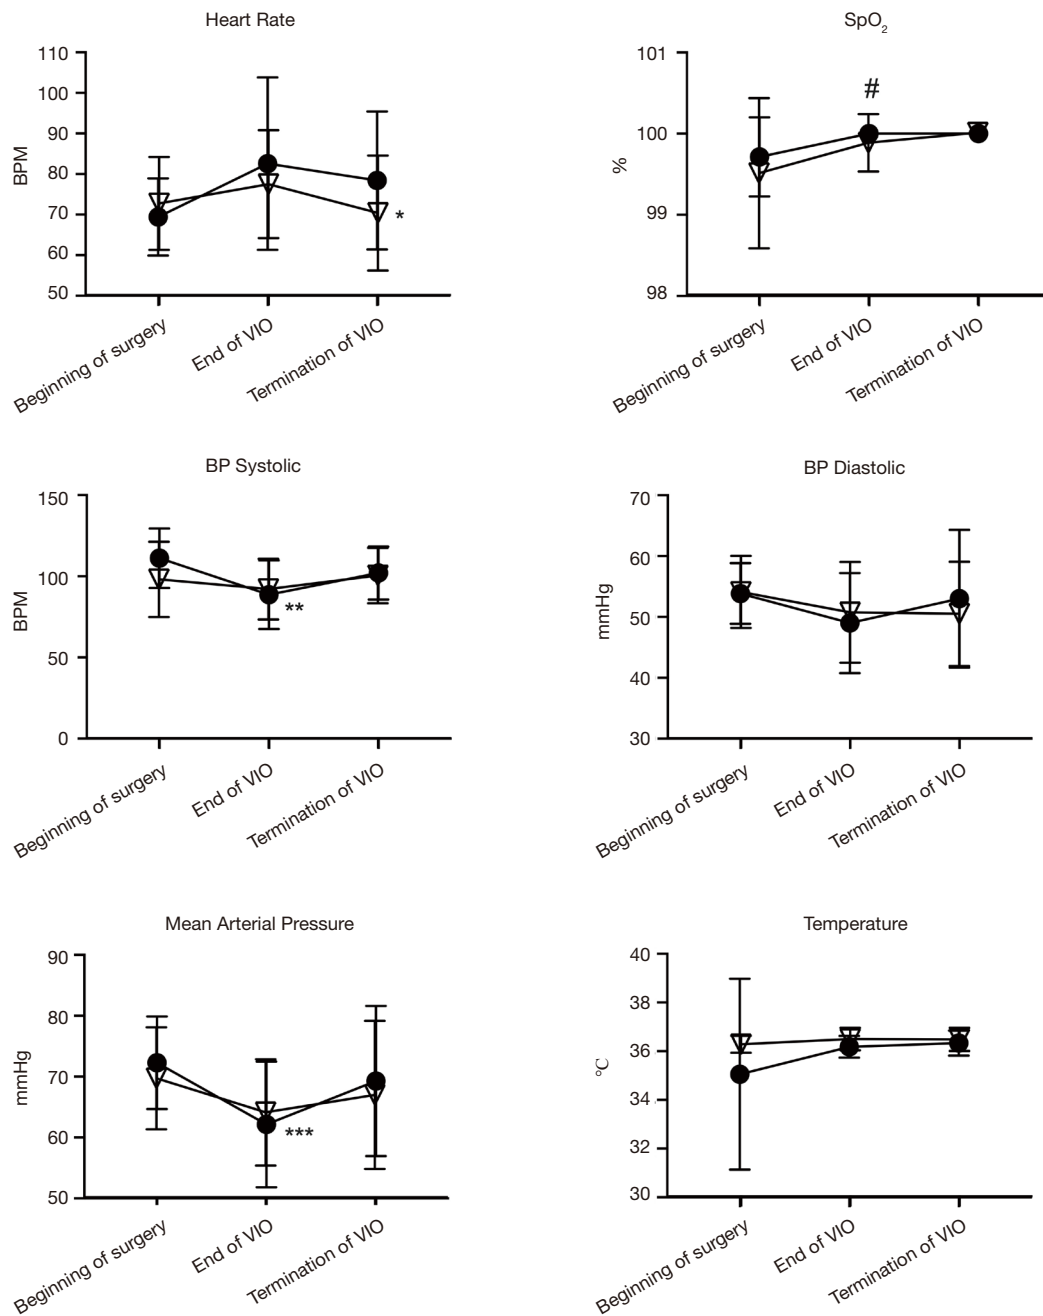 Heart Rate
110
100
90
80
70
60
50
BPM
*
Beginning of surgery
End of VIO
Termination of VIO
SpO2
101
100
99
98
%
#
Beginning of surgery
End of VIO
Termination of VIO
BP Systolic
150
100
50
0
BPM
**
Beginning of surgery
End of VIO
Termination of VIO
BP Diastolic
70
60
50
40
30
mmHg
Beginning of surgery
End of VIO
Termination of VIO
Mean Arterial Pressure
90
80
70
60
50
mmHg
***
Beginning of surgery
End of VIO
Termination of VIO
Temperature
40
38
36
34
32
30
°C
Beginning of surgery
End of VIO
Termination of VIO